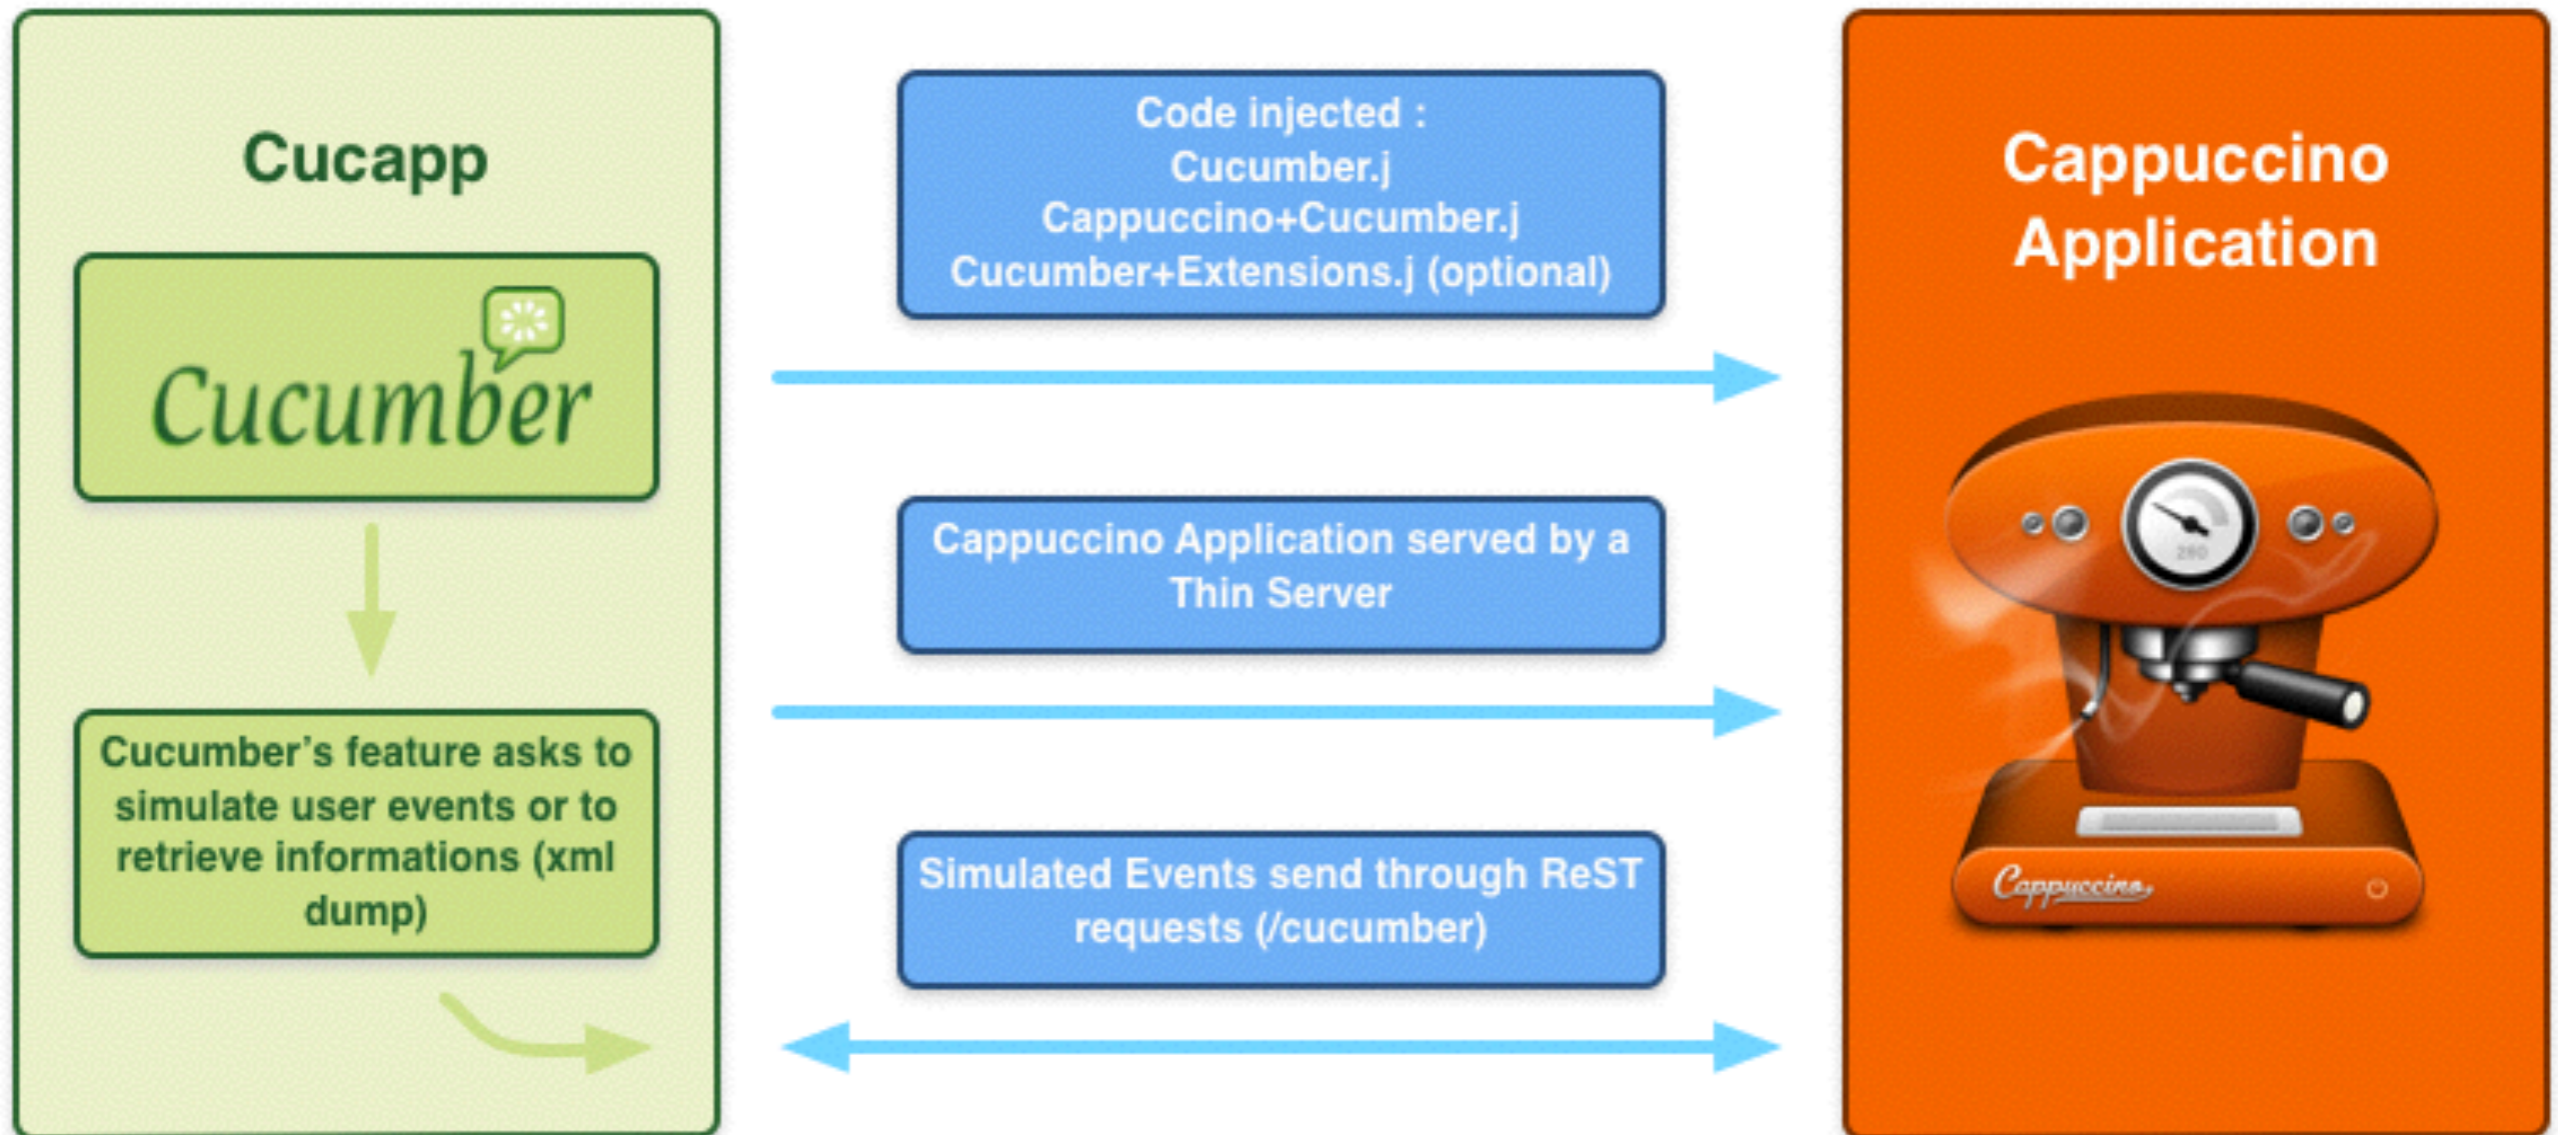 Cucapp
Cucumber
Cucumber's feature asks to
simulate user events or to
retrieve informations (xml
dump)
Code injected :
Cucumber.j
Cappuccino+Cucumber.j
Cucumber+Extensions.j (optional)
Cappuccino Application served by a
Thin Server
Simulated Events send through ReST
requests (/cucumber)
Cappuccino
Application
Cappuccino